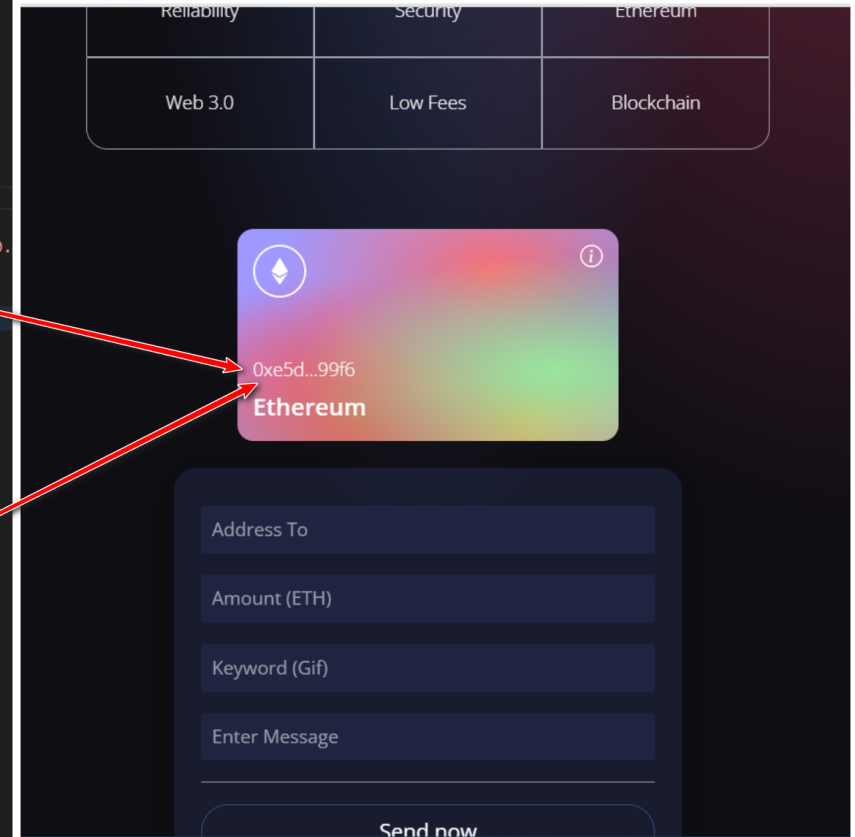 Reliability Security Ethereum
Web 3.0 Low Fees Blockchain
i
0xe5d...99f6
Ethereum
Address To
Amount (ETH)
Keyword (Gif)
Enter Message
Send now